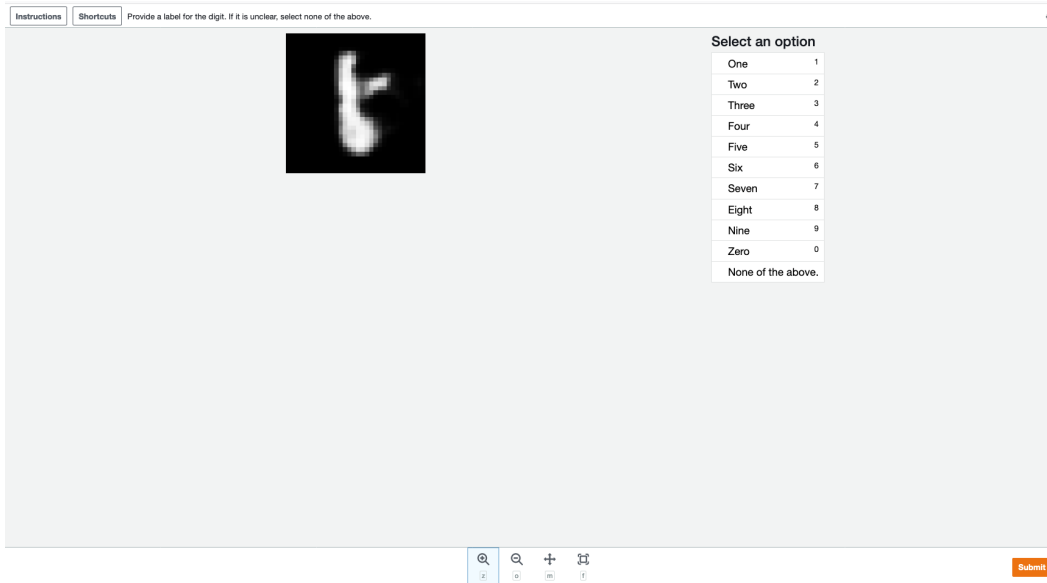 Instructions Shortcuts Provide a label for the digit. If it is unclear, select none of the above.
Select an option
One 1
Two 2
Three 3
Four 4
Five 5
Six 6
Seven 7
Eight 8
Nine 9
Zero 0
None of the above.
z o m f
Submit